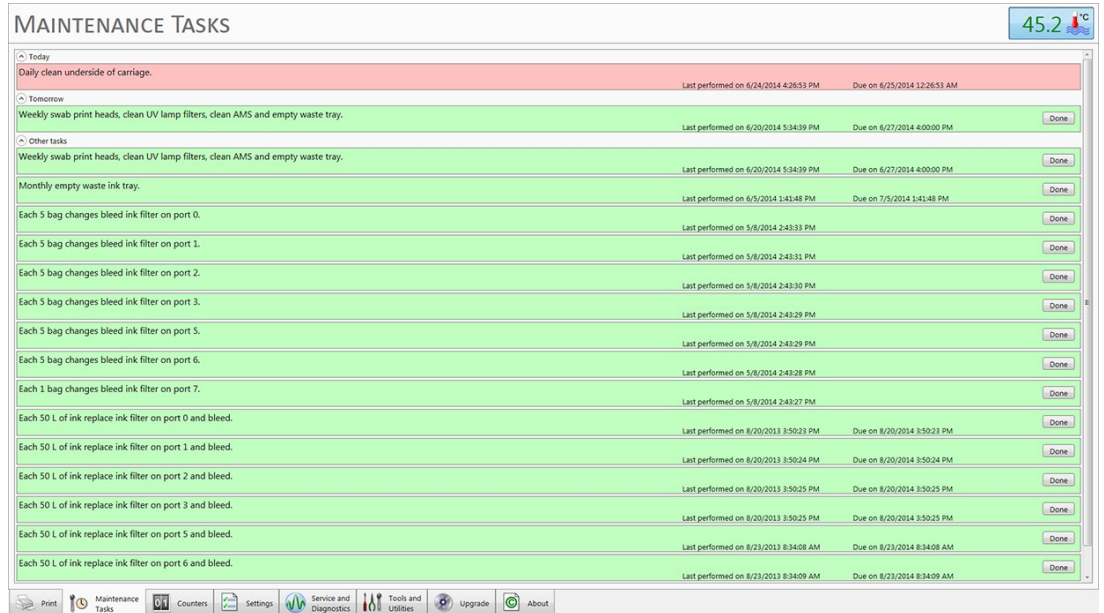 MAINTENANCE TASKS
45.2 °C
Today
Daily clean underside of carriage.
Last performed on 6/24/2014 4:26:53 PM Due on 6/25/2014 12:26:53 AM
Tomorrow
Weekly swab print heads, clean UV lamp filters, clean AMS and empty waste tray.
Done
Last performed on 6/20/2014 5:34:39 PM Due on 6/27/2014 4:00:00 PM
Other tasks
Weekly swab print heads, clean UV lamp filters, clean AMS and empty waste tray.
Done
Last performed on 6/20/2014 5:34:39 PM Due on 6/27/2014 4:00:00 PM
Monthly empty waste ink tray.
Done
Last performed on 6/5/2014 1:41:48 PM Due on 7/5/2014 1:41:48 PM
Each 5 bag changes bleed ink filter on port 0.
Done
Last performed on 5/8/2014 2:43:33 PM
Each 5 bag changes bleed ink filter on port 1.
Done
Last performed on 5/8/2014 2:43:31 PM
Each 5 bag changes bleed ink filter on port 2.
Done
Last performed on 5/8/2014 2:43:30 PM
Each 5 bag changes bleed ink filter on port 3.
Done
Last performed on 5/8/2014 2:43:29 PM
Each 5 bag changes bleed ink filter on port 5.
Done
Last performed on 5/8/2014 2:43:29 PM
Each 5 bag changes bleed ink filter on port 6.
Done
Last performed on 5/8/2014 2:43:28 PM
Each 1 bag changes bleed ink filter on port 7.
Done
Last performed on 5/8/2014 2:43:27 PM
Each 50 L of ink replace ink filter on port 0 and bleed.
Done
Last performed on 8/20/2013 3:50:23 PM Due on 8/20/2014 3:50:23 PM
Each 50 L of ink replace ink filter on port 1 and bleed.
Done
Last performed on 8/20/2013 3:50:24 PM Due on 8/20/2014 3:50:24 PM
Each 50 L of ink replace ink filter on port 2 and bleed.
Done
Last performed on 8/20/2013 3:50:25 PM Due on 8/20/2014 3:50:25 PM
Each 50 L of ink replace ink filter on port 3 and bleed.
Done
Last performed on 8/20/2013 3:50:25 PM Due on 8/20/2014 3:50:25 PM
Each 50 L of ink replace ink filter on port 5 and bleed.
Done
Last performed on 8/23/2013 8:34:08 AM Due on 8/23/2014 8:34:08 AM
Each 50 L of ink replace ink filter on port 6 and bleed.
Done
Last performed on 8/23/2013 8:34:09 AM Due on 8/23/2014 8:34:09 AM
Print
Maintenance
Tasks
01
Counters
Settings
Service and
Diagnostics
Tools and
Utilities
Upgrade
©
About